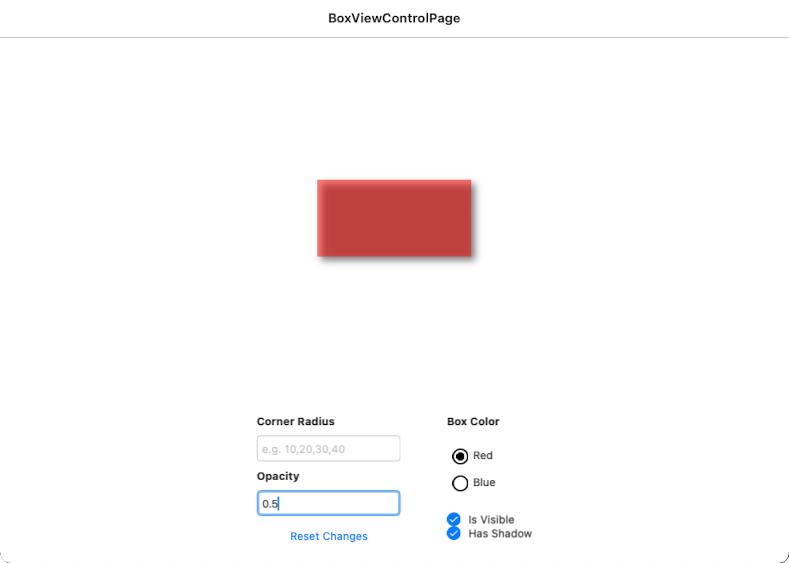 BoxViewControlPage
Corner Radius
e.g. 10,20,30,40
Opacity
0.5
Reset Changes
Box Color
Red
Blue
Is Visible
Has Shadow